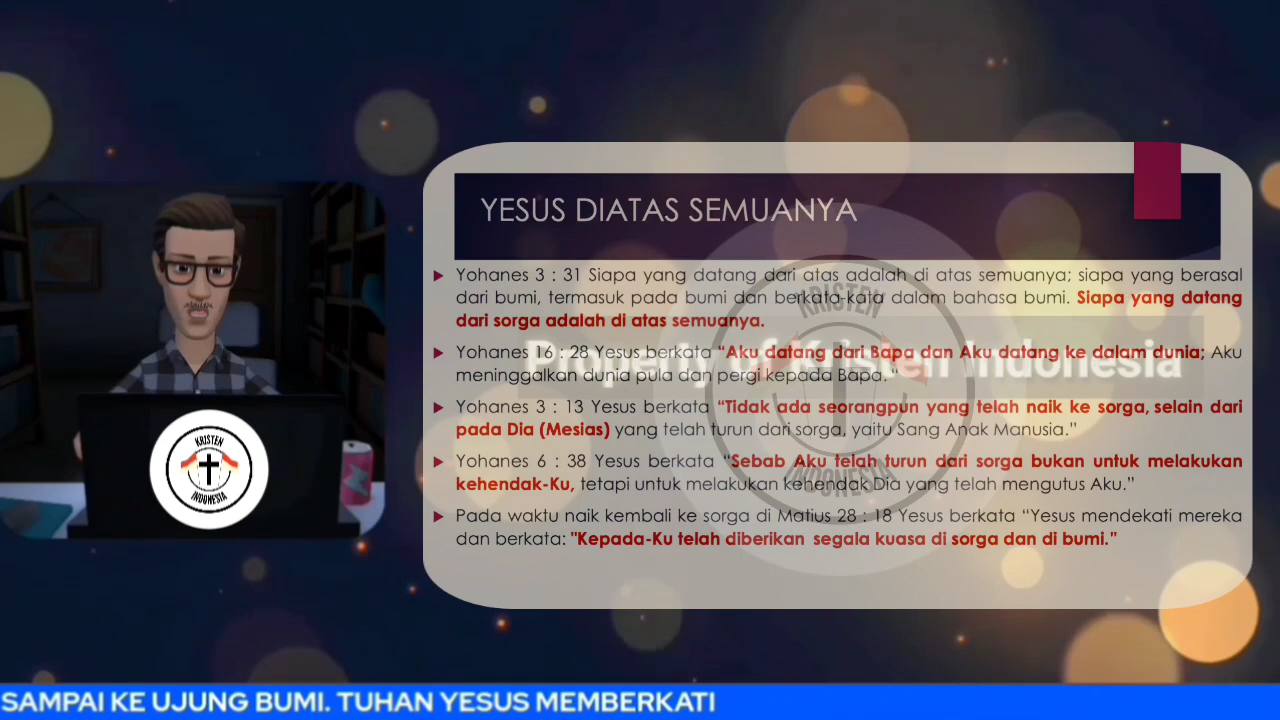 YESUS DIATAS SEMUANYA
Yohanes 3 : 31 Siapa yang datang dari atas adalah di atas semuanya; siapa yang berasal
dari bumi, termasuk pada bumi dan berkata-kata dalam bahasa bumi. Siapa yang datang
dari sorga adalah di atas semuanya.
Yohanes 16 : 28 Yesus berkata “Aku datang dari Bapa dan Aku datang ke dalam dunia; Aku
meninggalkan dunia pula dan pergi kepada Bapa.“
Yohanes 3 : 13 Yesus berkata “Tidak ada seorangpun yang telah naik ke sorga, selain dari
pada Dia (Mesias) yang telah turun dari sorga, yaitu Sang Anak Manusia.”
Yohanes 6 : 38 Yesus berkata “Sebab Aku telah turun dari sorga bukan untuk melakukan
kehendak-Ku, tetapi untuk melakukan kehendak Dia yang telah mengutus Aku.”
Pada waktu naik kembali ke sorga di Matius 28 : 18 Yesus berkata “Yesus mendekati mereka
dan berkata: "Kepada-Ku telah diberikan segala kuasa di sorga dan di bumi."
Property of Kristen Indonesia
KRISTEN
INDONESIA
KRISTEN
INDONESIA
SAMPAI KE UJUNG BUMI. TUHAN YESUS MEMBERKATI